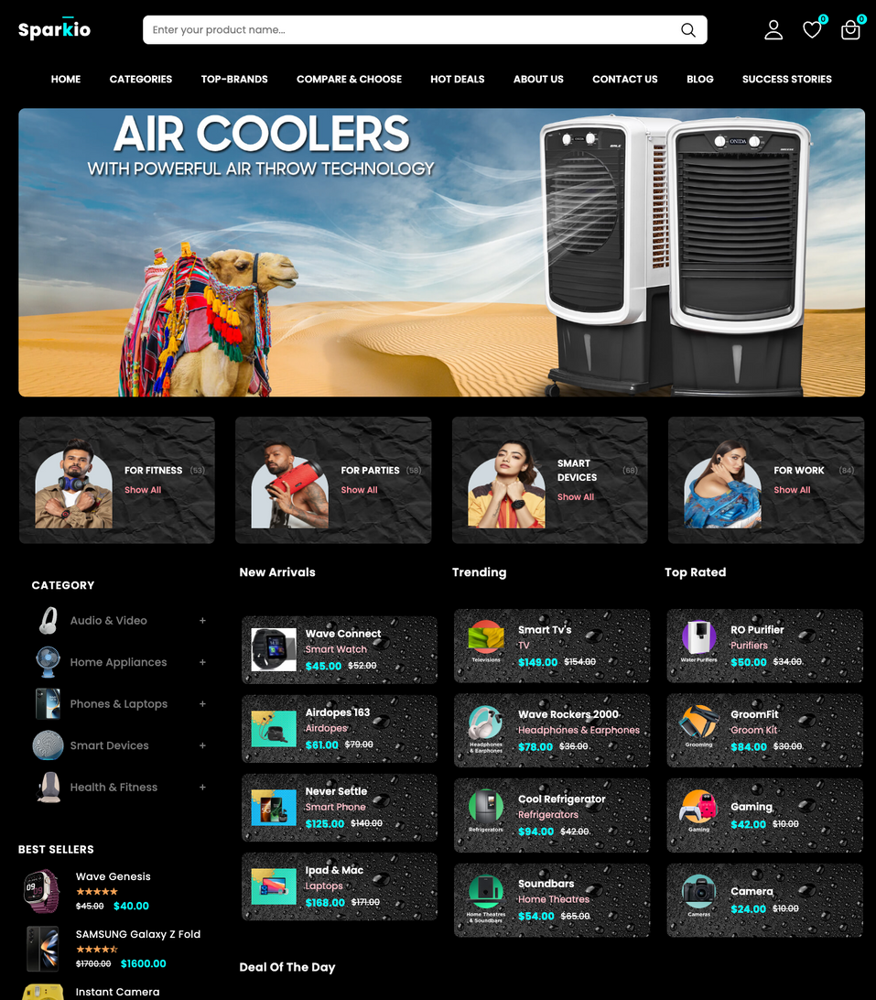 Sparkio
Enter your product name...
0
0
HOME
CATEGORIES
TOP-BRANDS
COMPARE & CHOOSE
HOT DEALS
ABOUT US
CONTACT US
BLOG
SUCCESS STORIES
AIR COOLERS
WITH POWERFUL AIR THROW TECHNOLOGY
ONIDA
ONIDA
FOR FITNESS (53)
Show All
FOR PARTIES (58)
Show All
SMART
DEVICES (68)
Show All
FOR WORK (84)
Show All
CATEGORY
Audio & Video +
Home Appliances +
Phones & Laptops +
Smart Devices +
Health & Fitness +
BEST SELLERS
Wave Genesis
$45.00 $40.00
SAMSUNG Galaxy Z Fold
$1700.00 $1600.00
Instant Camera
New Arrivals
Wave Connect
Smart Watch
$45.00 $52.00
Airdopes 163
Airdopes
$61.00 $79.00
Never Settle
Smart Phone
$125.00 $140.00
Ipad & Mac
Laptops
$168.00 $171.00
Deal Of The Day
Trending
Televisions
Smart Tv's
TV
$149.00 $154.00
Headphones
& Earphones
Wave Rockers 2000
Headphones & Earphones
$78.00 $36.00
Refrigerators
Cool Refrigerator
Refrigerators
$94.00 $42.00
Home Theatres
& Soundbars
Soundbars
Home Theatres
$54.00 $65.00
Top Rated
Water Purifiers
RO Purifier
Purifiers
$50.00 $34.00
Grooming
GroomFit
Groom Kit
$84.00 $30.00
Gaming
Gaming
$42.00 $10.00
Cameras
Camera
$24.00 $10.00